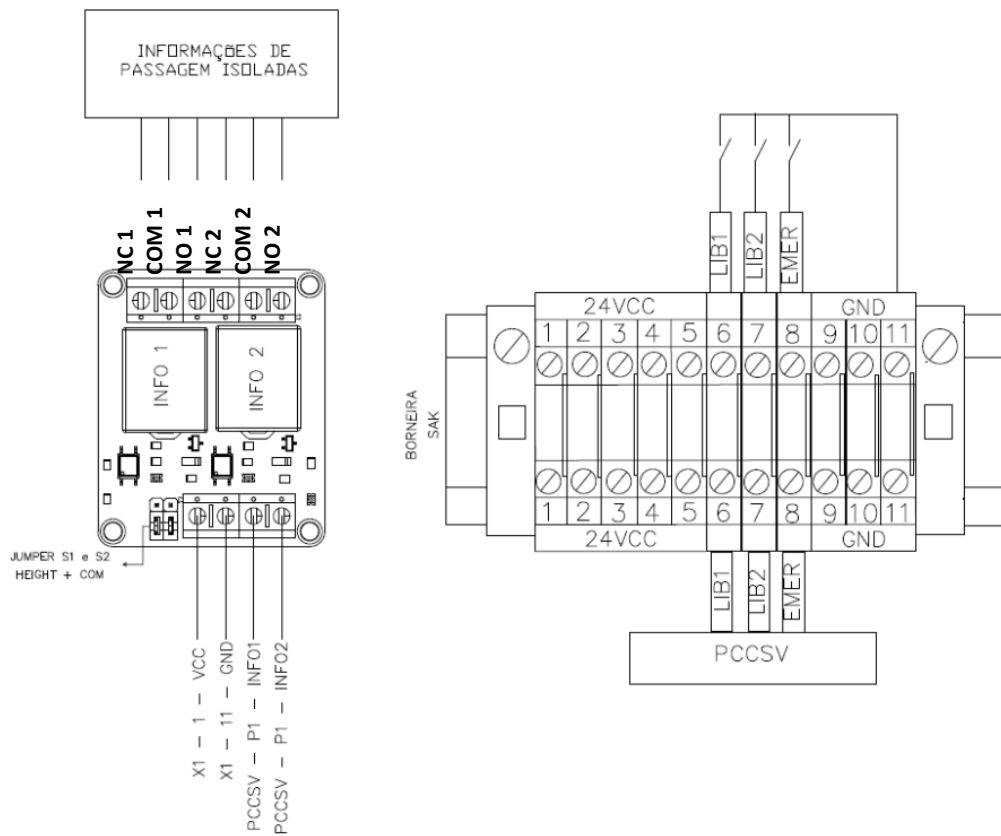 INFORMAÇÕES DE
PASSAGEM ISOLADAS
NC 1
COM 1
NO 1
NC 2
COM 2
NO 2
INFO 1
INFO 2
JUMPER S1 e S2
HEIGHT + COM
X1 - 1 - VCC
X1 - 11 - GND
PCCSV - P1 - INFO1
PCCSV - P1 - INFO2
BORNEIRA
SAK
LIB1
LIB2
EMER
24VCC
GND
1 2 3 4 5 6 7 8 9 10 11
1 2 3 4 5 6 7 8 9 10 11
24VCC
GND
LIB1
LIB2
EMER
PCCSV